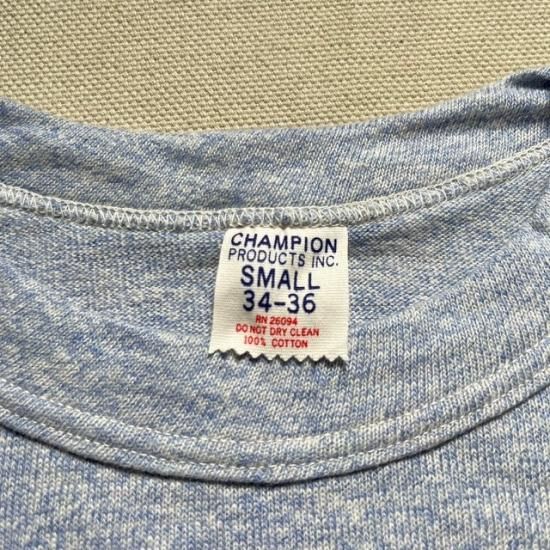 CHAMPION
PRODUCTS INC.
SMALL
34-36
RN 26094
DO NOT DRY CLEAN
100% COTTON